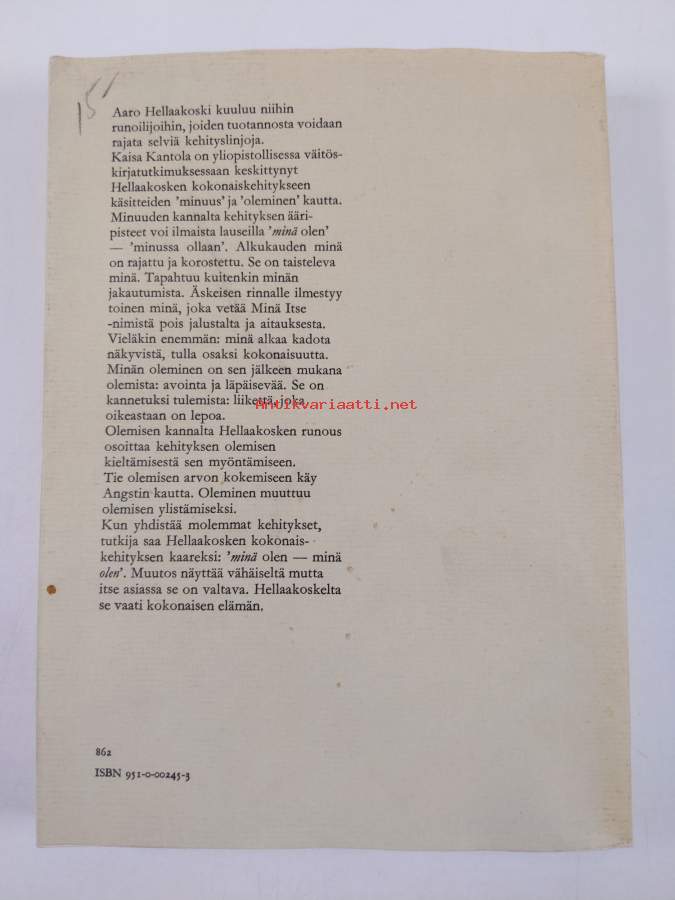 15/
Aaro Hellaakoski kuuluu niihin
runoilijoihin, joiden tuotannosta voidaan
rajata selviä kehityslinjoja.
Kaisa Kantola on yliopistollisessa väitös-
kirjatutkimuksessaan keskittynyt
Hellaakosken kokonaiskehitykseen
käsitteiden 'minuus' ja 'oleminen' kautta.
Minuuden kannalta kehityksen ääri-
pisteet voi ilmaista lauseilla 'minä olen'
— 'minussa ollaan'. Alkukauden minä
on rajattu ja korostettu. Se on taisteleva
minä. Tapahtuu kuitenkin minän
jakautumista. Äskeisen rinnalle ilmestyy
toinen minä, joka vetää Minä Itse
-nimistä pois jalustalta ja aitauksesta.
Vieläkin enemmän: minä alkaa kadota
näkyvistä, tulla osaksi kokonaisuutta.
Minän oleminen on sen jälkeen mukana
olemista: avointa ja läpäisevää. Se on
kannetuksi tulemista: liikettä, joka
Antikvariaatti.net
oikeastaan on lepoa.
Olemisen kannalta Hellaakosken runous
osoittaa kehityksen olemisen
kieltämisestä sen myöntämiseen.
Tie olemisen arvon kokemiseen käy
Angstin kautta. Oleminen muuttuu
olemisen ylistämiseksi.
Kun yhdistää molemmat kehitykset,
tutkija saa Hellaakosken kokonais-
kehityksen kaareksi: 'minä olen — minä
olen'. Muutos näyttää vähäiseltä mutta
itse asiassa se on valtava. Hellaakoskelta
se vaati kokonaisen elämän.
862
ISBN 951-0-00245-3